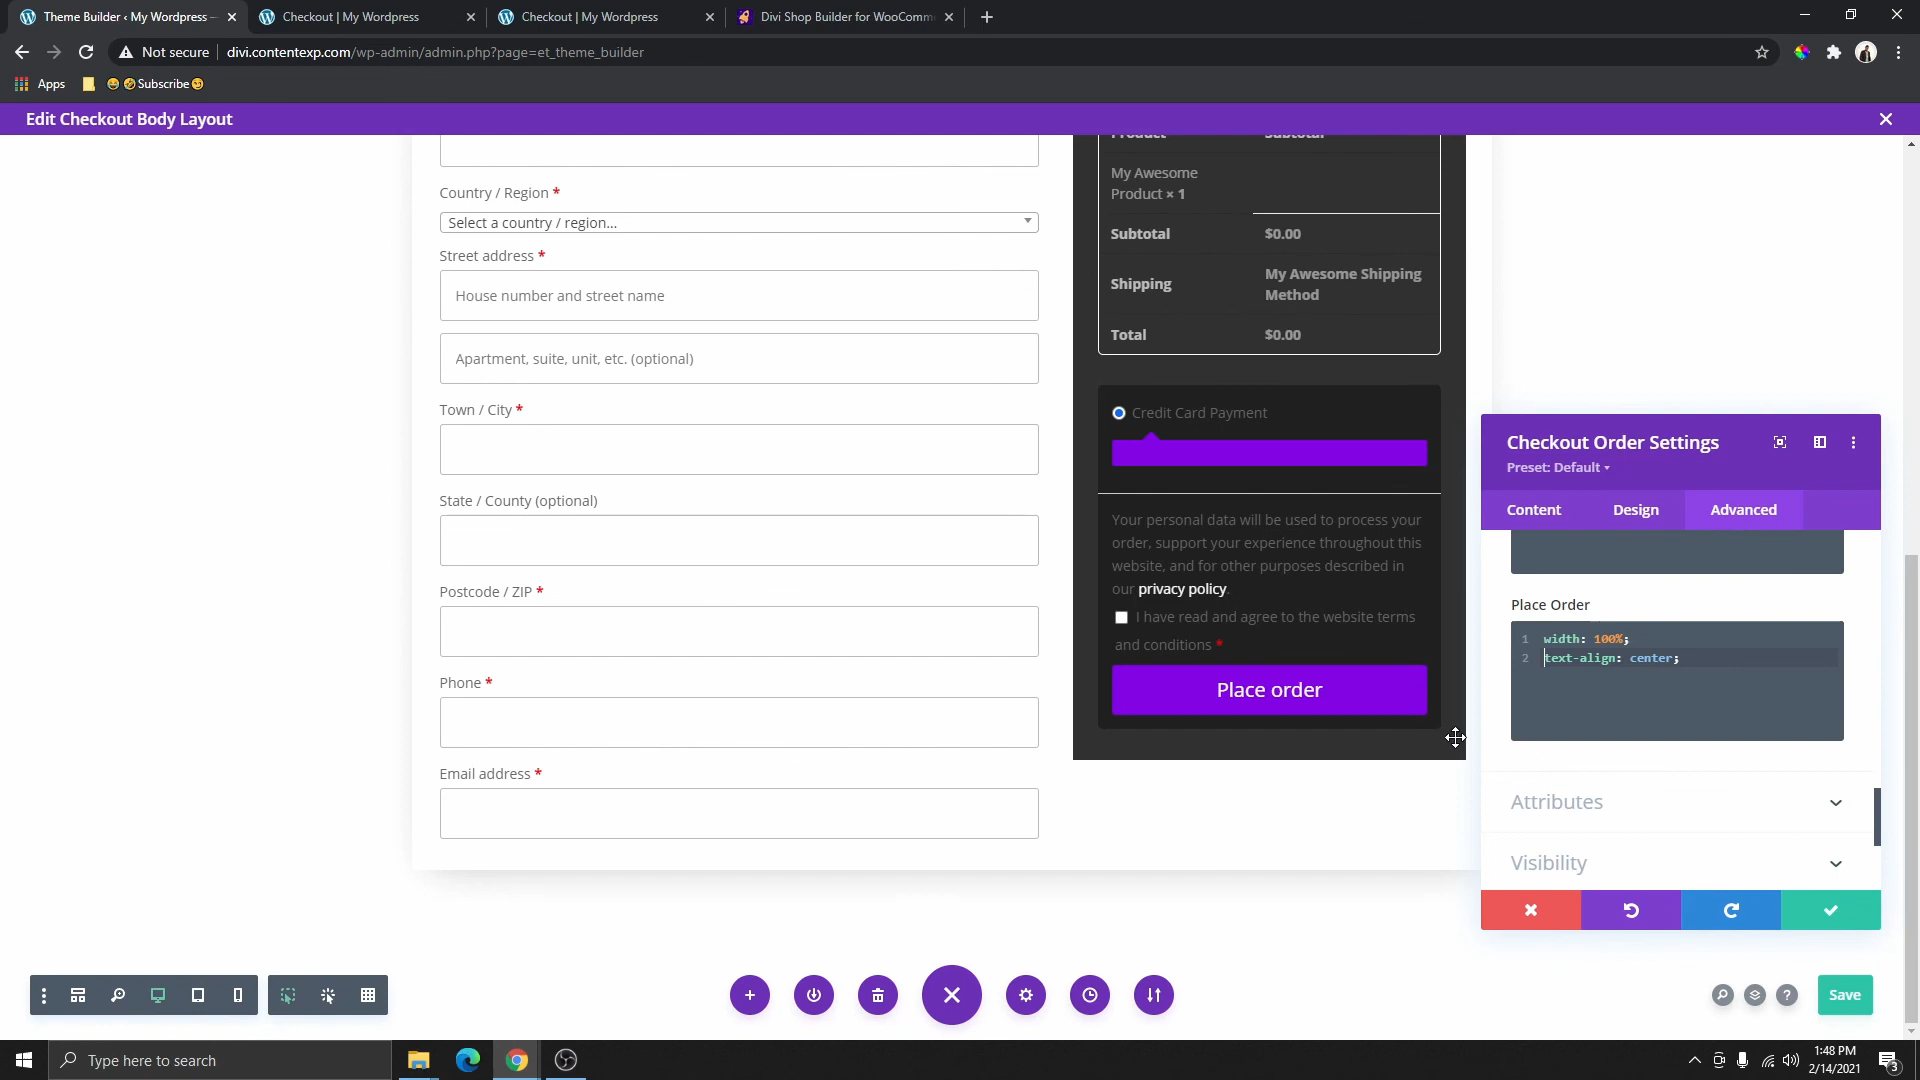 Theme Builder ‹ My Wordpress —
Checkout | My Wordpress
Checkout | My Wordpress
Divi Shop Builder for WooComm
Not secure
divi.contentexp.com/wp-admin/admin.php?page=et_theme_builder
Apps
😄🤣Subscribe😏
Edit Checkout Body Layout
Product
Subtotal
Country / Region *
Select a country / region...
Street address *
House number and street name
Apartment, suite, unit, etc. (optional)
Town / City *
State / County (optional)
Postcode / ZIP *
Phone *
Email address *
My Awesome
Product × 1
Subtotal
$0.00
Shipping
My Awesome Shipping
Method
Total
$0.00
Credit Card Payment
Your personal data will be used to process your
order, support your experience throughout this
website, and for other purposes described in
our privacy policy.
I have read and agree to the website terms
and conditions *
Place order
Checkout Order Settings
Preset: Default
Content
Design
Advanced
Place Order
1 width: 100%;
2 text-align: center;
Attributes
Visibility
Save
Type here to search
1:48 PM
2/14/2021
3